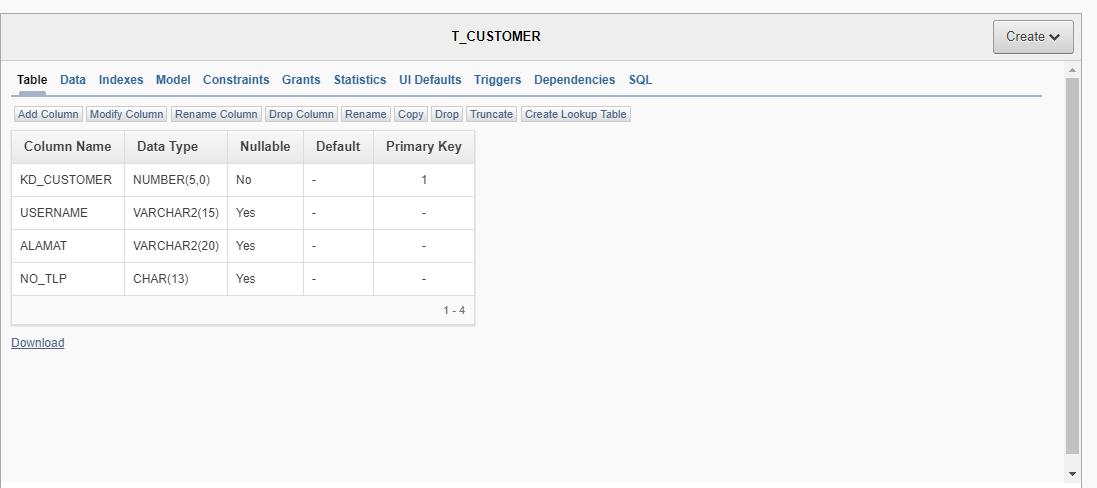 T_CUSTOMER
Create
Table Data Indexes Model Constraints Grants Statistics UI Defaults Triggers Dependencies SQL
Add Column Modify Column Rename Column Drop Column Rename Copy Drop Truncate Create Lookup Table
Column Name Data Type Nullable Default Primary Key
KD_CUSTOMER NUMBER(5,0) No - 1
USERNAME VARCHAR2(15) Yes - -
ALAMAT VARCHAR2(20) Yes - -
NO_TLP CHAR(13) Yes - -
1 - 4
Download